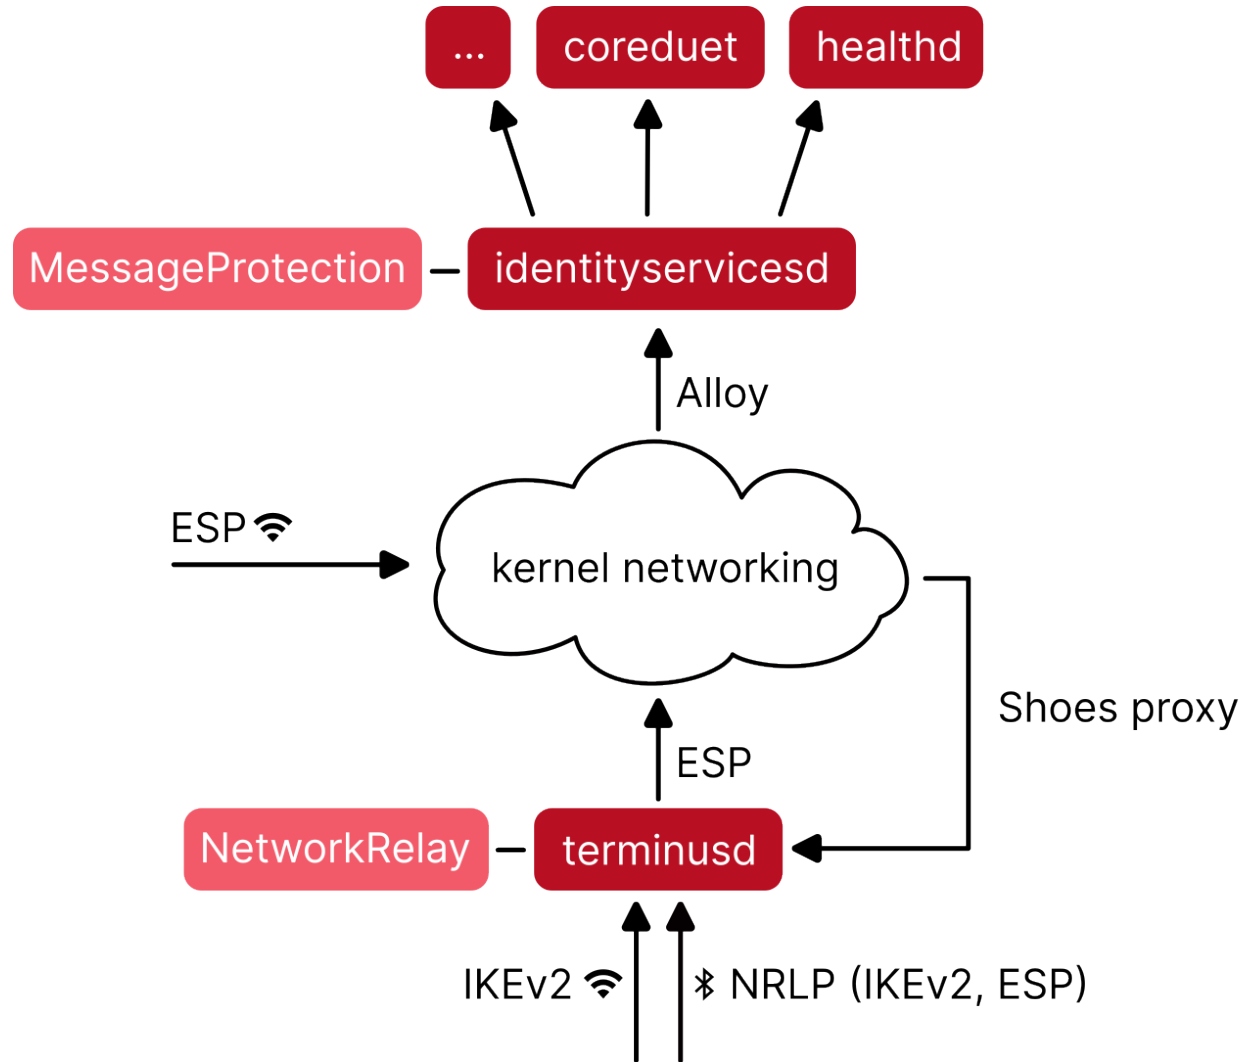 ...
coreduet
healthd
MessageProtection
identityservicesd
Alloy
ESP
kernel networking
Shoes proxy
ESP
NetworkRelay
terminusd
IKEv2
NRLP (IKEv2, ESP)